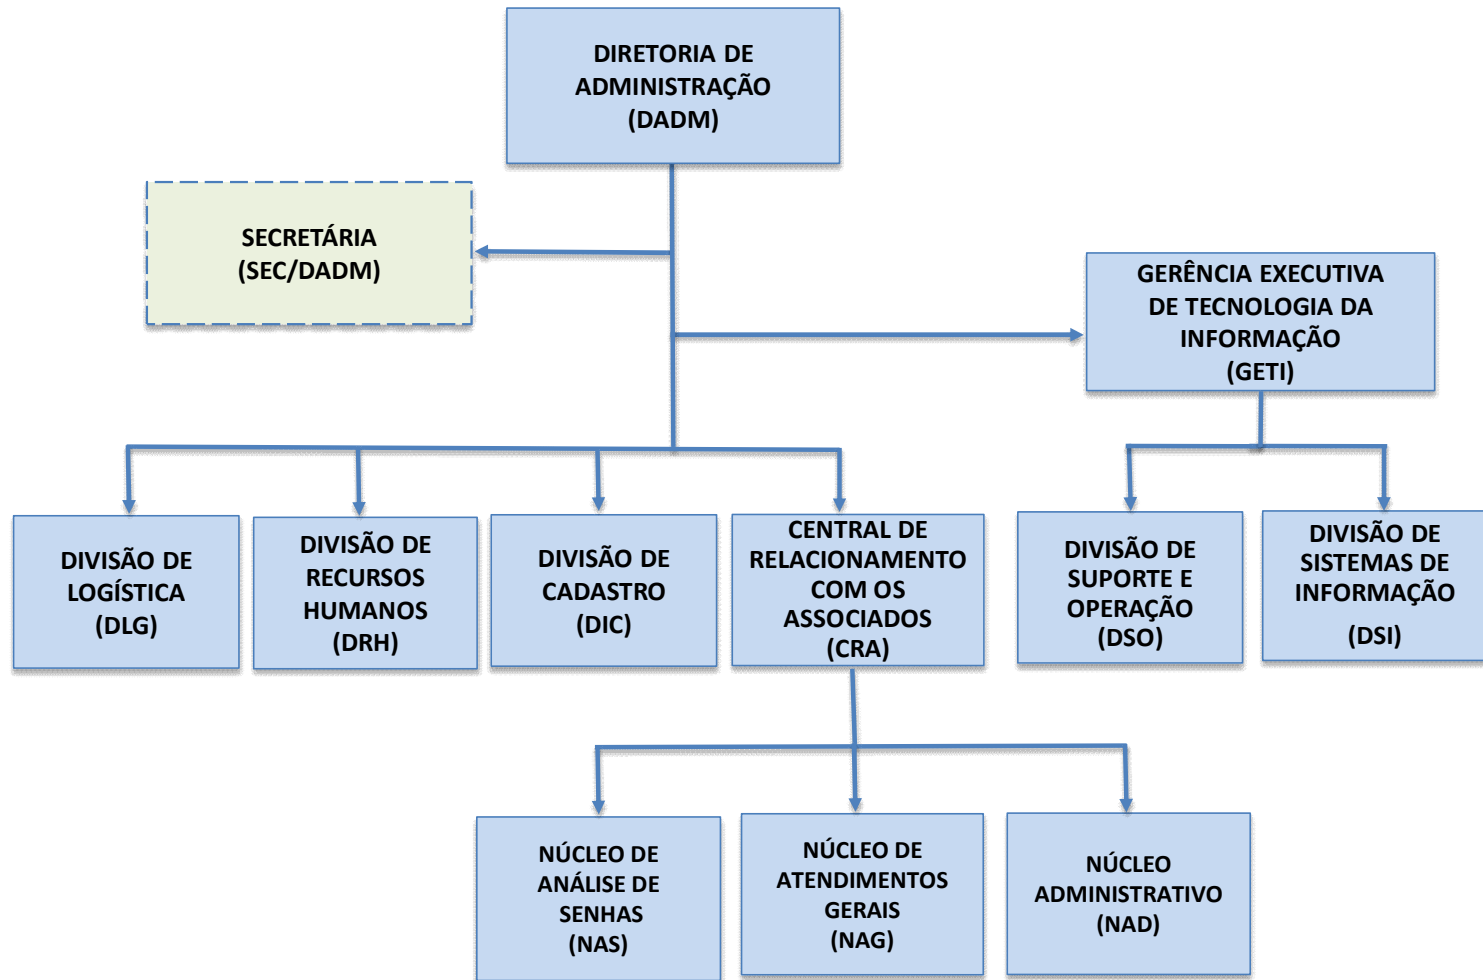 DIRETORIA DE
ADMINISTRAÇÃO
(DADM)
SECRETÁRIA
(SEC/DADM)
GERÊNCIA EXECUTIVA
DE TECNOLOGIA DA
INFORMAÇÃO
(GETI)
DIVISÃO DE
LOGÍSTICA
(DLG)
DIVISÃO DE
RECURSOS
HUMANOS
(DRH)
DIVISÃO DE
CADASTRO
(DIC)
CENTRAL DE
RELACIONAMENTO
COM OS
ASSOCIADOS
(CRA)
DIVISÃO DE
SUPORTE E
OPERAÇÃO
(DSO)
DIVISÃO DE
SISTEMAS DE
INFORMAÇÃO
(DSI)
NÚCLEO DE
ANÁLISE DE
SENHAS
(NAS)
NÚCLEO DE
ATENDIMENTOS
GERAIS
(NAG)
NÚCLEO
ADMINISTRATIVO
(NAD)